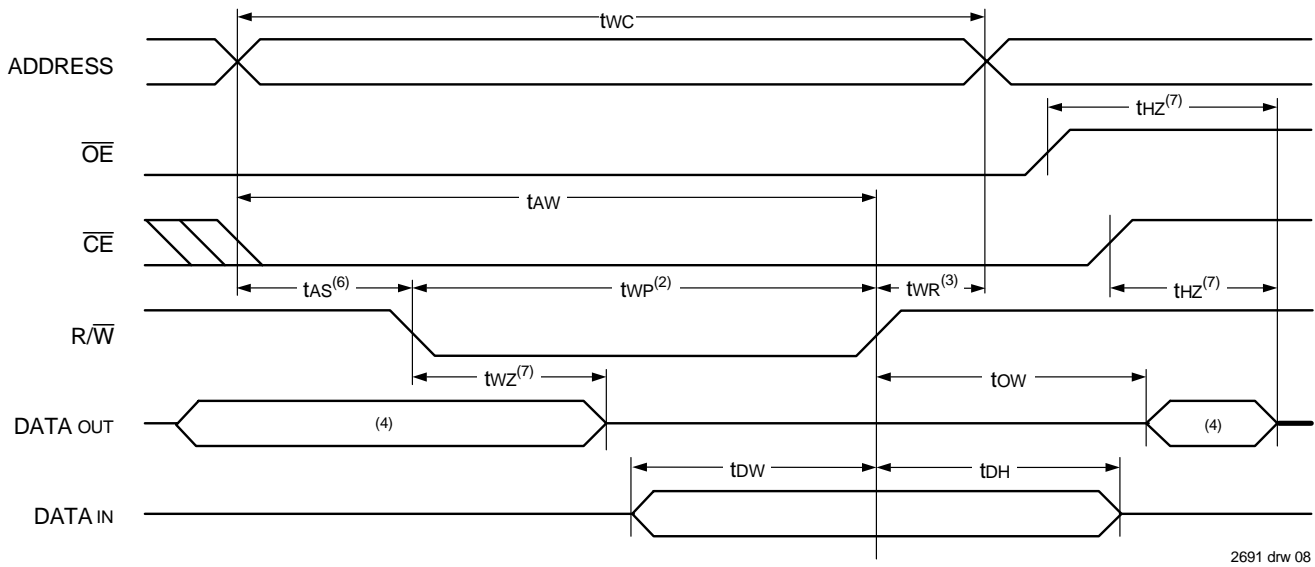 tWC
ADDRESS
tHZ(7)
OE
tAW
CE
tAS(6) tWP(2) tWR(3) tHZ(7)
R/W
tWZ(7) tOW
DATA OUT (4) (4)
tDW tDH
DATA IN
2691 drw 08